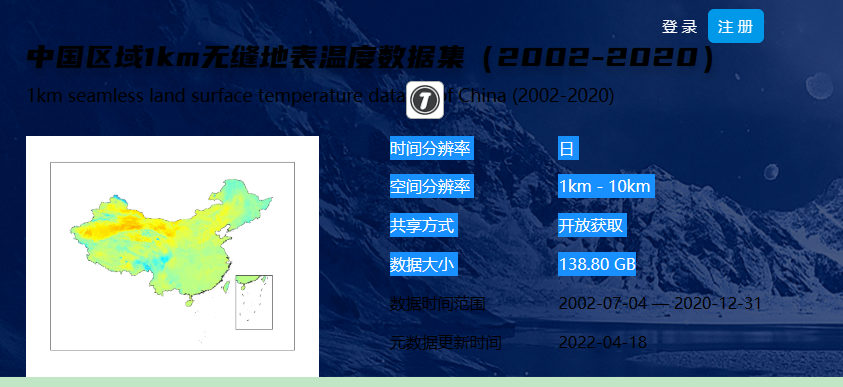 登 录 注 册
中国区域1km无缝地表温度数据集（2002-2020）
1km seamless land surface temperature data of China (2002-2020)
T
时间分辨率 日
空间分辨率 1km - 10km
共享方式 开放获取
数据大小 138.80 GB
数据时间范围 2002-07-04 — 2020-12-31
元数据更新时间 2022-04-18